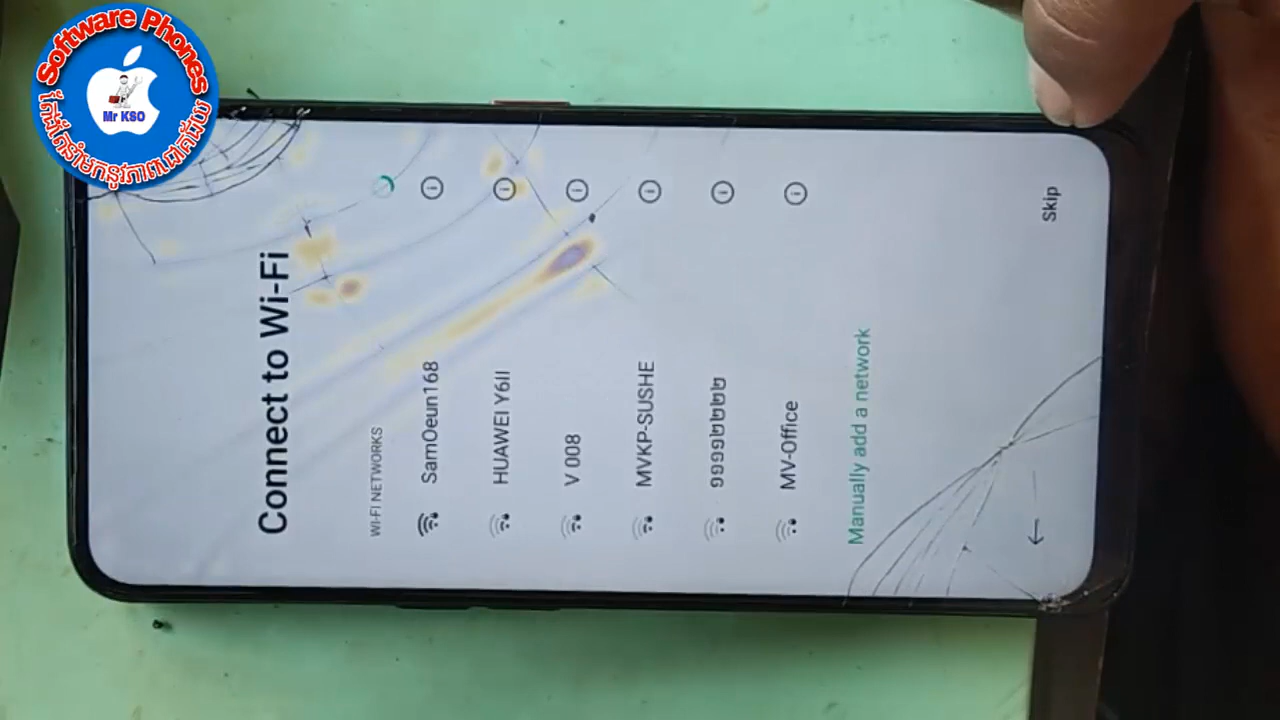 Software Phones
Mr KSO
Connect to Wi-Fi
WI-FI NETWORKS
SamOeun168
HUAWEI Y6II
V 008
MVKP-SUSHE
MV-Office
Manually add a network
Skip